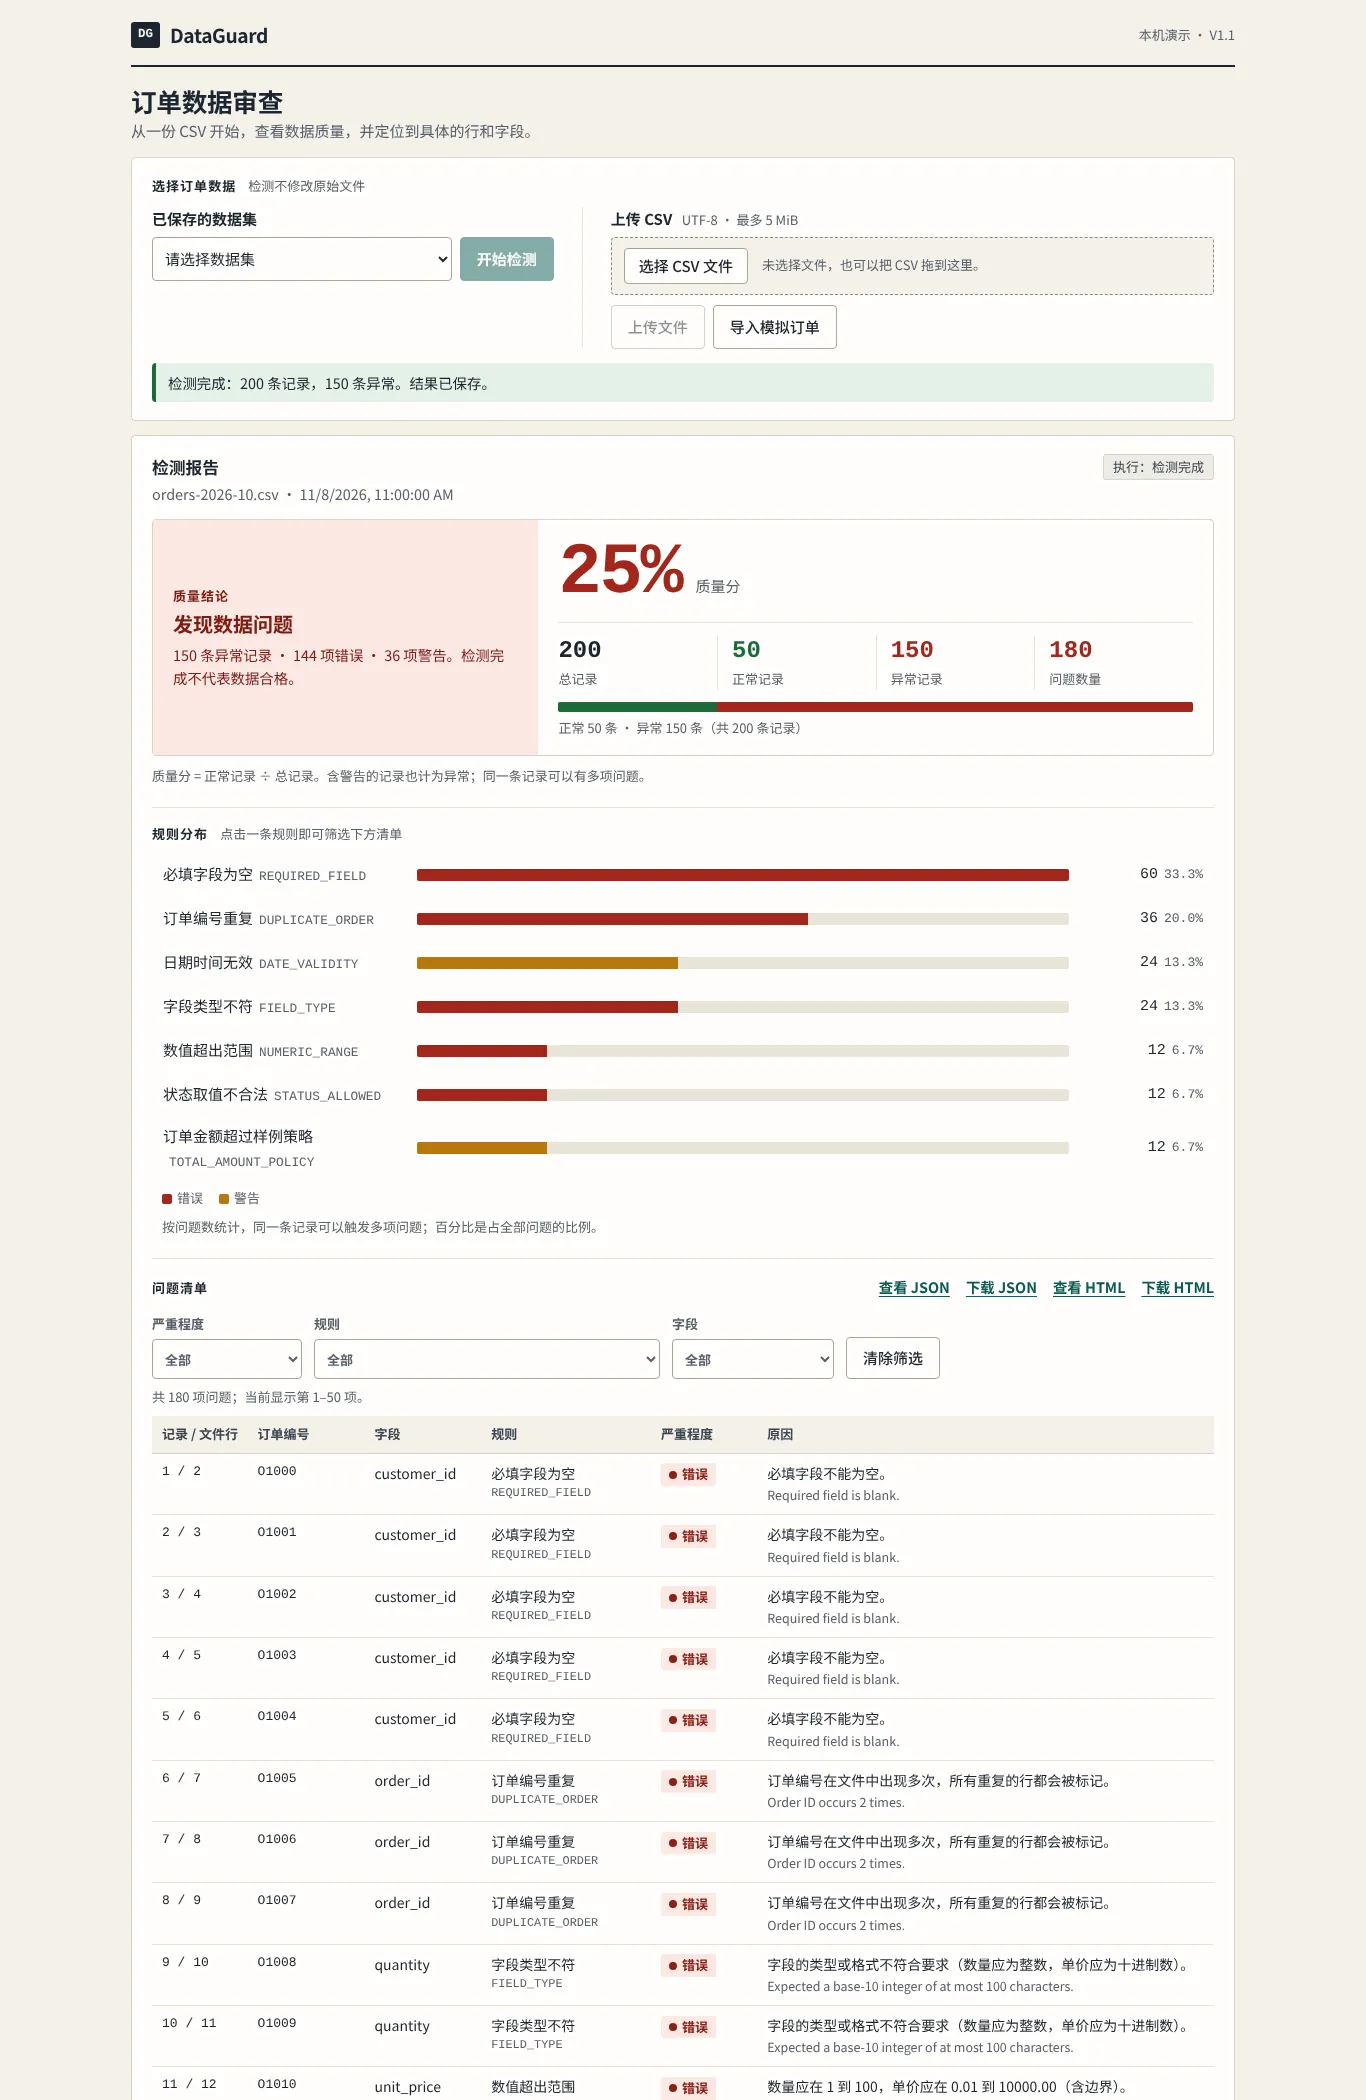 DG DataGuard
本机演示 · V1.1
订单数据审查
从一份 CSV 开始，查看数据质量，并定位到具体的行和字段。
选择订单数据 检测不修改原始文件
已保存的数据集
请选择数据集 开始检测
上传 CSV UTF-8 · 最多 5 MiB
选择 CSV 文件 未选择文件，也可以把 CSV 拖到这里。
上传文件 导入模拟订单
检测完成：200 条记录，150 条异常。结果已保存。
检测报告
执行：检测完成
orders-2026-10.csv · 11/8/2026, 11:00:00 AM
质量结论
发现数据问题
150 条异常记录 · 144 项错误 · 36 项警告。检测完
成不代表数据合格。
25% 质量分
200 50 150 180
总记录 正常记录 异常记录 问题数量
正常 50 条 · 异常 150 条（共 200 条记录）
质量分 = 正常记录 ÷ 总记录。含警告的记录也计为异常；同一条记录可以有多项问题。
规则分布 点击一条规则即可筛选下方清单
必填字段为空 REQUIRED_FIELD 60 33.3%
订单编号重复 DUPLICATE_ORDER 36 20.0%
日期时间无效 DATE_VALIDITY 24 13.3%
字段类型不符 FIELD_TYPE 24 13.3%
数值超出范围 NUMERIC_RANGE 12 6.7%
状态取值不合法 STATUS_ALLOWED 12 6.7%
订单金额超过样例策略
TOTAL_AMOUNT_POLICY 12 6.7%
错误 警告
按问题数统计，同一条记录可以触发多项问题；百分比是占全部问题的比例。
问题清单
查看 JSON 下载 JSON 查看 HTML 下载 HTML
严重程度 规则 字段
全部 全部 全部 清除筛选
共 180 项问题；当前显示第 1–50 项。
记录 / 文件行 订单编号 字段 规则 严重程度 原因
1 / 2 O1000 customer_id 必填字段为空 错误 必填字段不能为空。
REQUIRED_FIELD Required field is blank.
2 / 3 O1001 customer_id 必填字段为空 错误 必填字段不能为空。
REQUIRED_FIELD Required field is blank.
3 / 4 O1002 customer_id 必填字段为空 错误 必填字段不能为空。
REQUIRED_FIELD Required field is blank.
4 / 5 O1003 customer_id 必填字段为空 错误 必填字段不能为空。
REQUIRED_FIELD Required field is blank.
5 / 6 O1004 customer_id 必填字段为空 错误 必填字段不能为空。
REQUIRED_FIELD Required field is blank.
6 / 7 O1005 order_id 订单编号重复 错误 订单编号在文件中出现多次，所有重复的行都会被标记。
DUPLICATE_ORDER Order ID occurs 2 times.
7 / 8 O1006 order_id 订单编号重复 错误 订单编号在文件中出现多次，所有重复的行都会被标记。
DUPLICATE_ORDER Order ID occurs 2 times.
8 / 9 O1007 order_id 订单编号重复 错误 订单编号在文件中出现多次，所有重复的行都会被标记。
DUPLICATE_ORDER Order ID occurs 2 times.
9 / 10 O1008 quantity 字段类型不符 错误 字段的类型或格式不符合要求（数量应为整数，单价应为十进制数）。
FIELD_TYPE Expected a base-10 integer of at most 100 characters.
10 / 11 O1009 quantity 字段类型不符 错误 字段的类型或格式不符合要求（数量应为整数，单价应为十进制数）。
FIELD_TYPE Expected a base-10 integer of at most 100 characters.
11 / 12 O1010 unit_price 数值超出范围 错误 数量应在 1 到 100，单价应在 0.01 到 10000.00（含边界）。